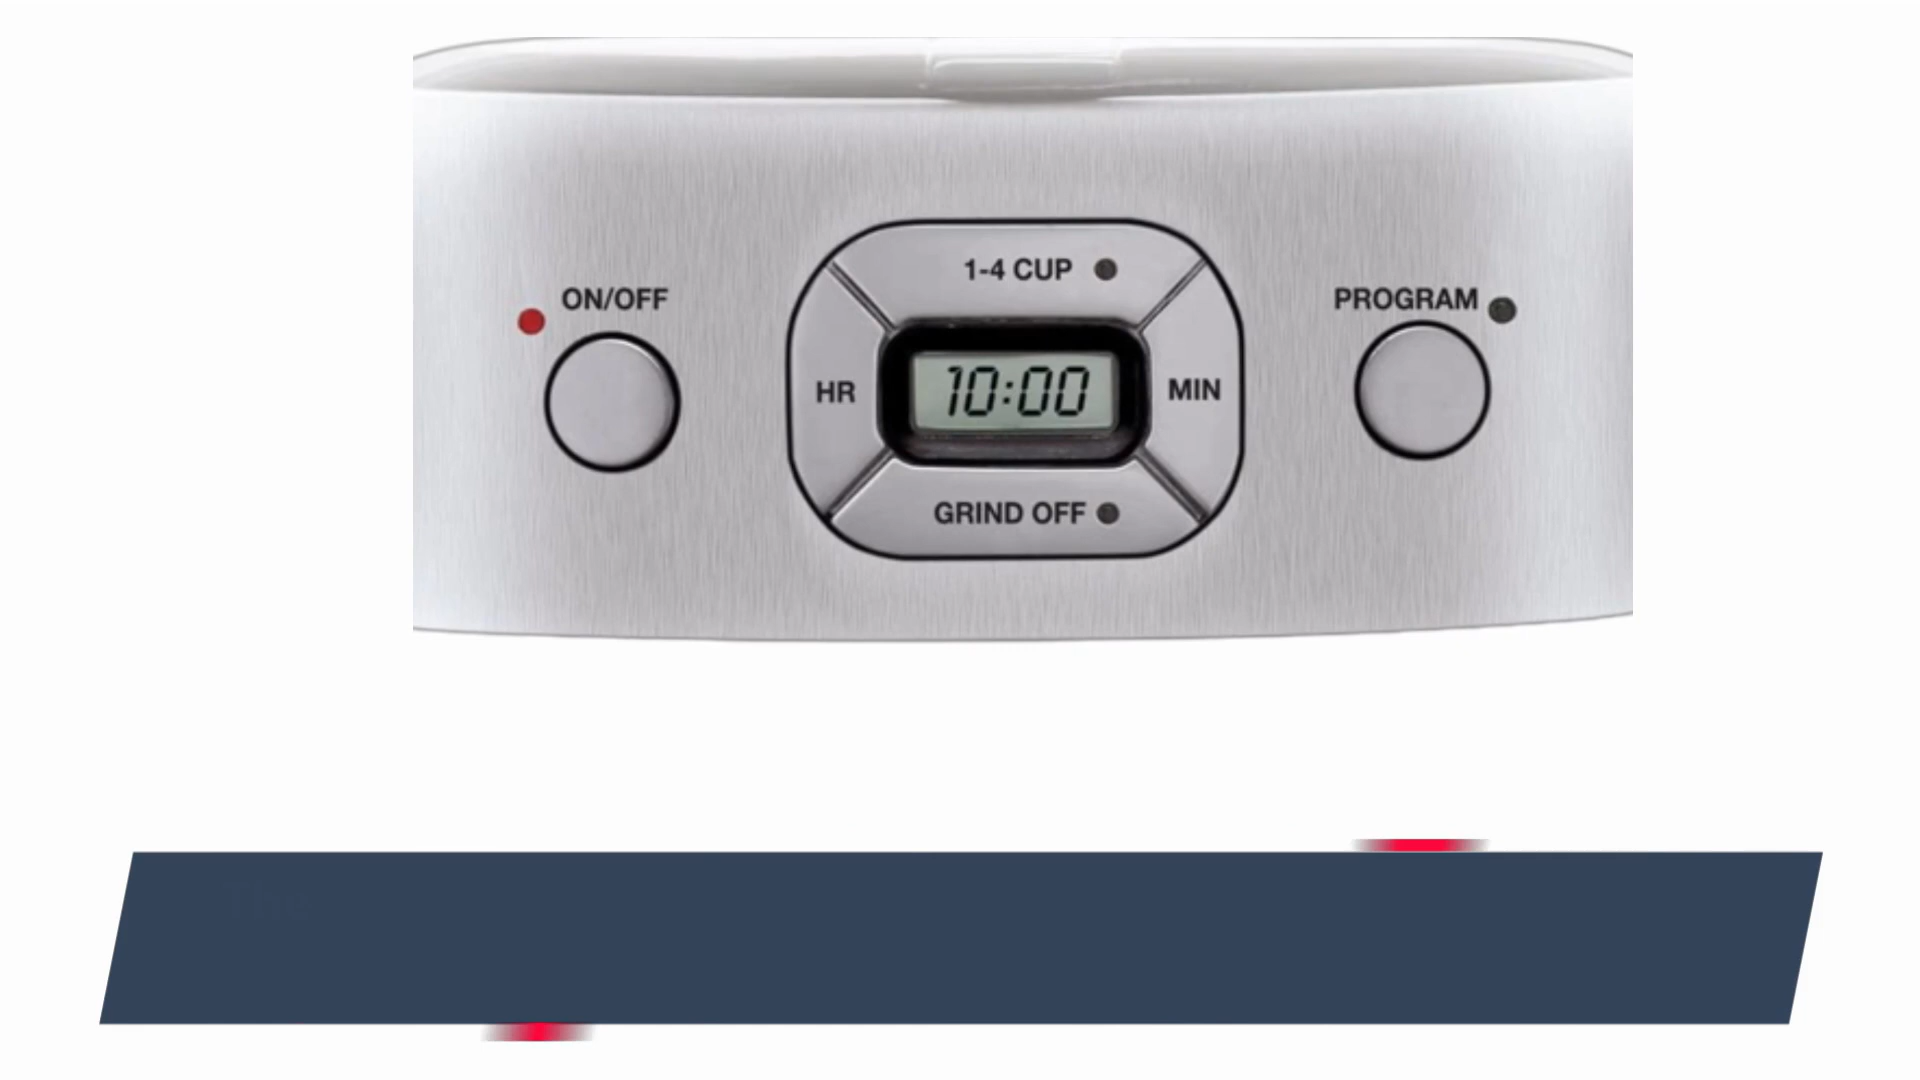 1-4 CUP
ON/OFF
PROGRAM
HR
10:00
MIN
GRIND OFF